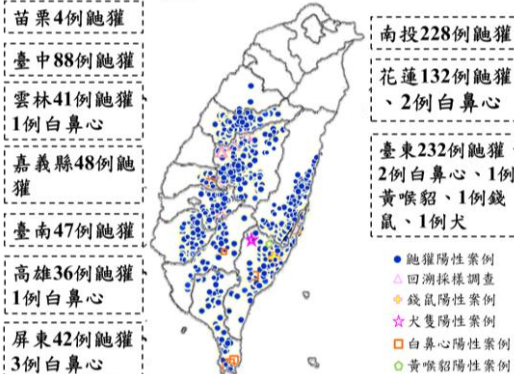 苗栗4例鼬獾
臺中88例鼬獾
雲林41例鼬獾
1例白鼻心
嘉義縣48例鼬
獾
臺南47例鼬獾
高雄36例鼬獾
1例白鼻心
屏東42例鼬獾
3例白鼻心
南投228例鼬獾
花蓮132例鼬獾
、2例白鼻心
臺東232例鼬獾、
2例白鼻心、1例
黃喉貂、1例錢
鼠、1例犬
鼬獾陽性案例
回溯採樣調查
錢鼠陽性案例
犬隻陽性案例
白鼻心陽性案例
黃喉貂陽性案例